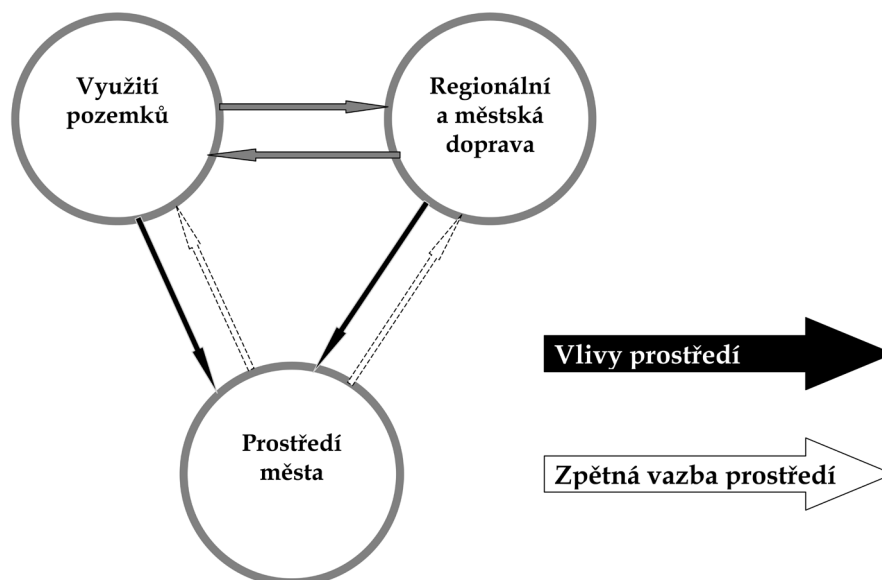 Využití
pozemků
Regionální
a městská
doprava
Prostředí
města
Vlivy prostředí
Zpětná vazba prostředí